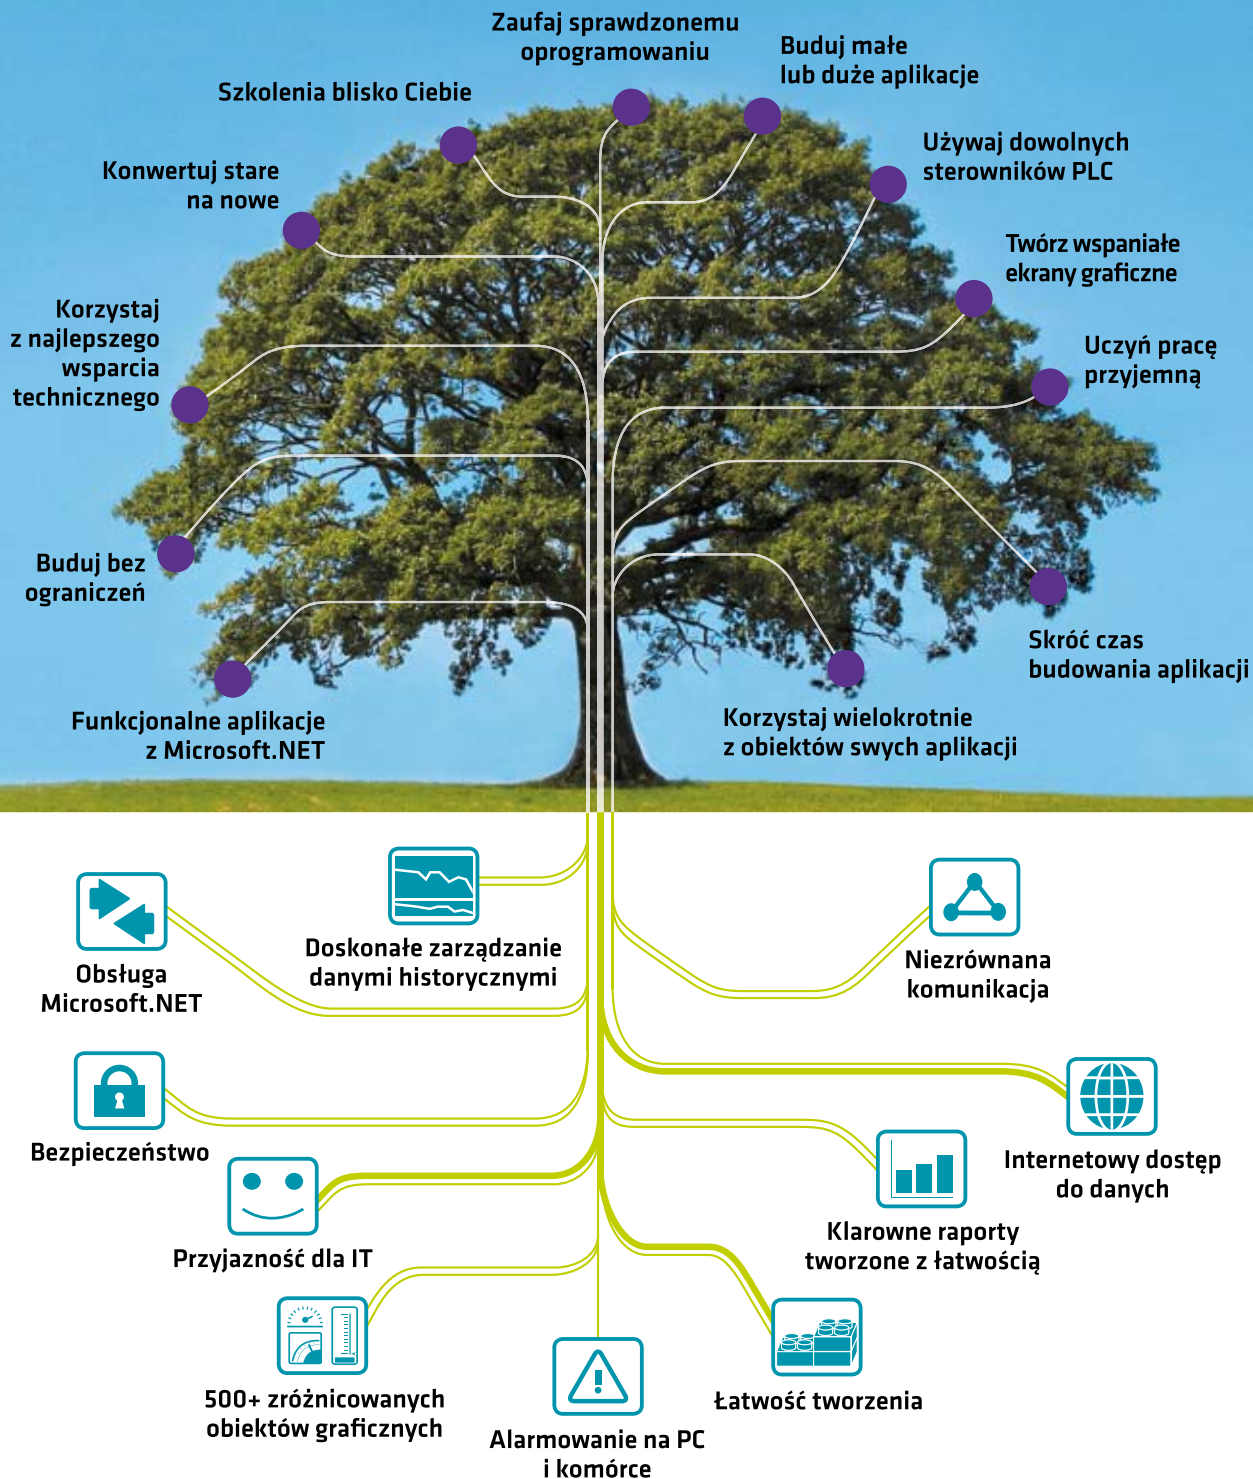 Zaufaj sprawdzonemu
oprogramowaniu
Buduj małe
lub duże aplikacje
Szkolenia blisko Ciebie
Używaj dowolnych
sterowników PLC
Konwertuj stare
na nowe
Twórz wspaniałe
ekrany graficzne
Korzystaj
z najlepszego
wsparcia
technicznego
Uczyń pracę
przyjemną
Buduj bez
ograniczeń
Skróć czas
budowania aplikacji
Funkcjonalne aplikacje
z Microsoft.NET
Korzystaj wielokrotnie
z obiektów swych aplikacji
Doskonałe zarządzanie
danymi historycznymi
Obsługa
Microsoft.NET
Niezrównana
komunikacja
Bezpieczeństwo
Internetowy dostęp
do danych
Przyjazność dla IT
Klarowne raporty
tworzone z łatwością
500+ zróżnicowanych
obiektów graficznych
Łatwość tworzenia
Alarmowanie na PC
i komórce